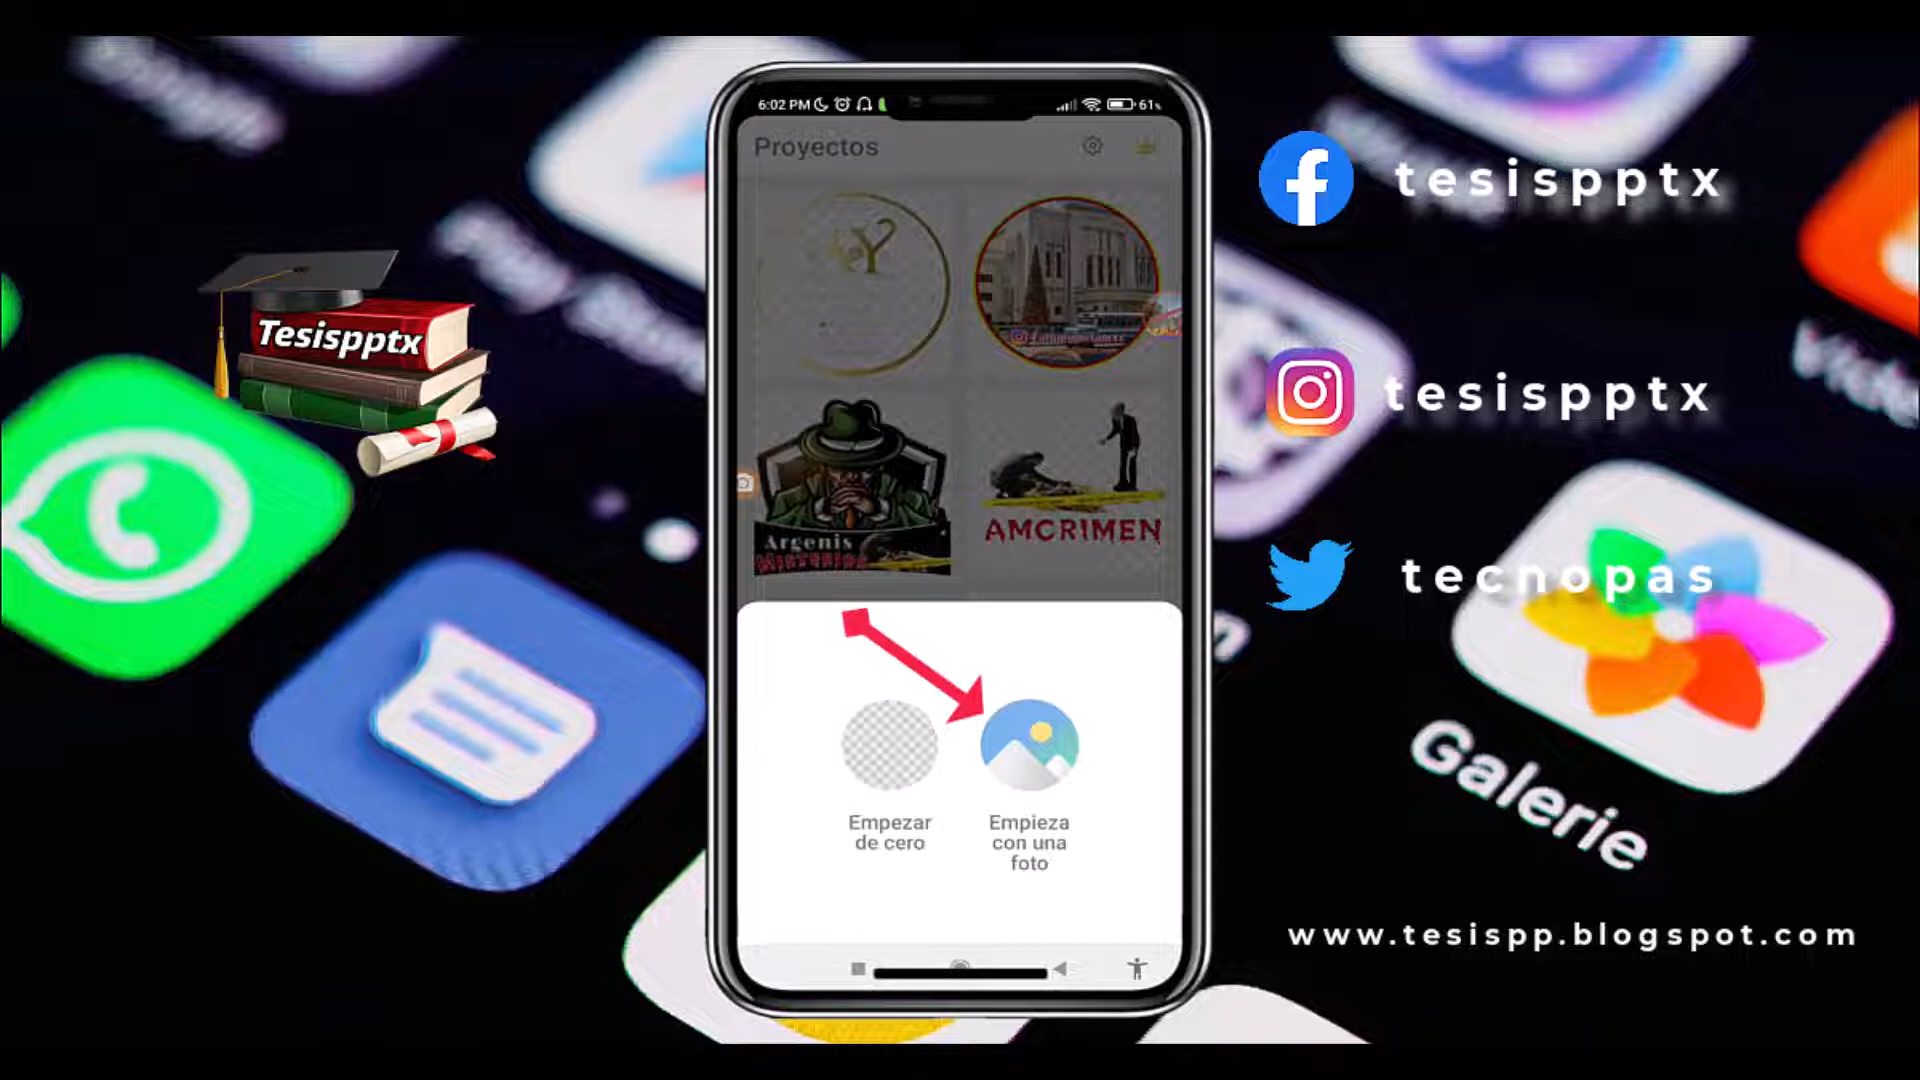 6:02 PM
61%
Proyectos
Y
Argenis
AMCRIMEN
Empezar
de cero
Empieza
con una
foto
Tesispptx
tesispptx
tesispptx
tecnopas
Galerie
www.tesispp.blogspot.com